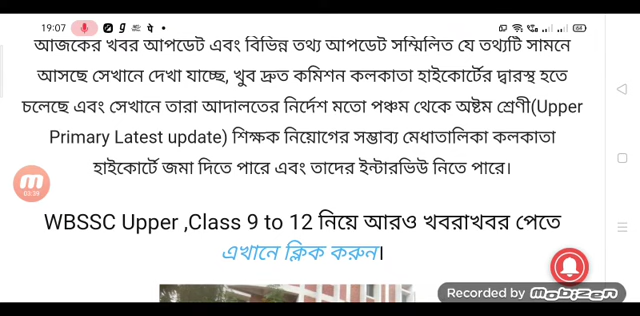 19:07
আজকের খবর আপডেট এবং বিভিন্ন তথ্য আপডেট সম্মিলিত যে তথ্যটি সামনে
আসছে সেখানে দেখা যাচ্ছে, খুব দ্রুত কমিশন কলকাতা হাইকোর্টের দ্বারস্থ হতে
চলেছে এবং সেখানে তারা আদালতের নির্দেশ মতো পঞ্চম থেকে অষ্টম শ্রেণী(Upper
Primary Latest update) শিক্ষক নিয়োগের সম্ভাব্য মেধাতালিকা কলকাতা
হাইকোর্টে জমা দিতে পারে এবং তাদের ইন্টারভিউ নিতে পারে।
03:39
WBSSC Upper ,Class 9 to 12 নিয়ে আরও খবরাখবর পেতে
এখানে ক্লিক করুন।
Recorded by Mobizen